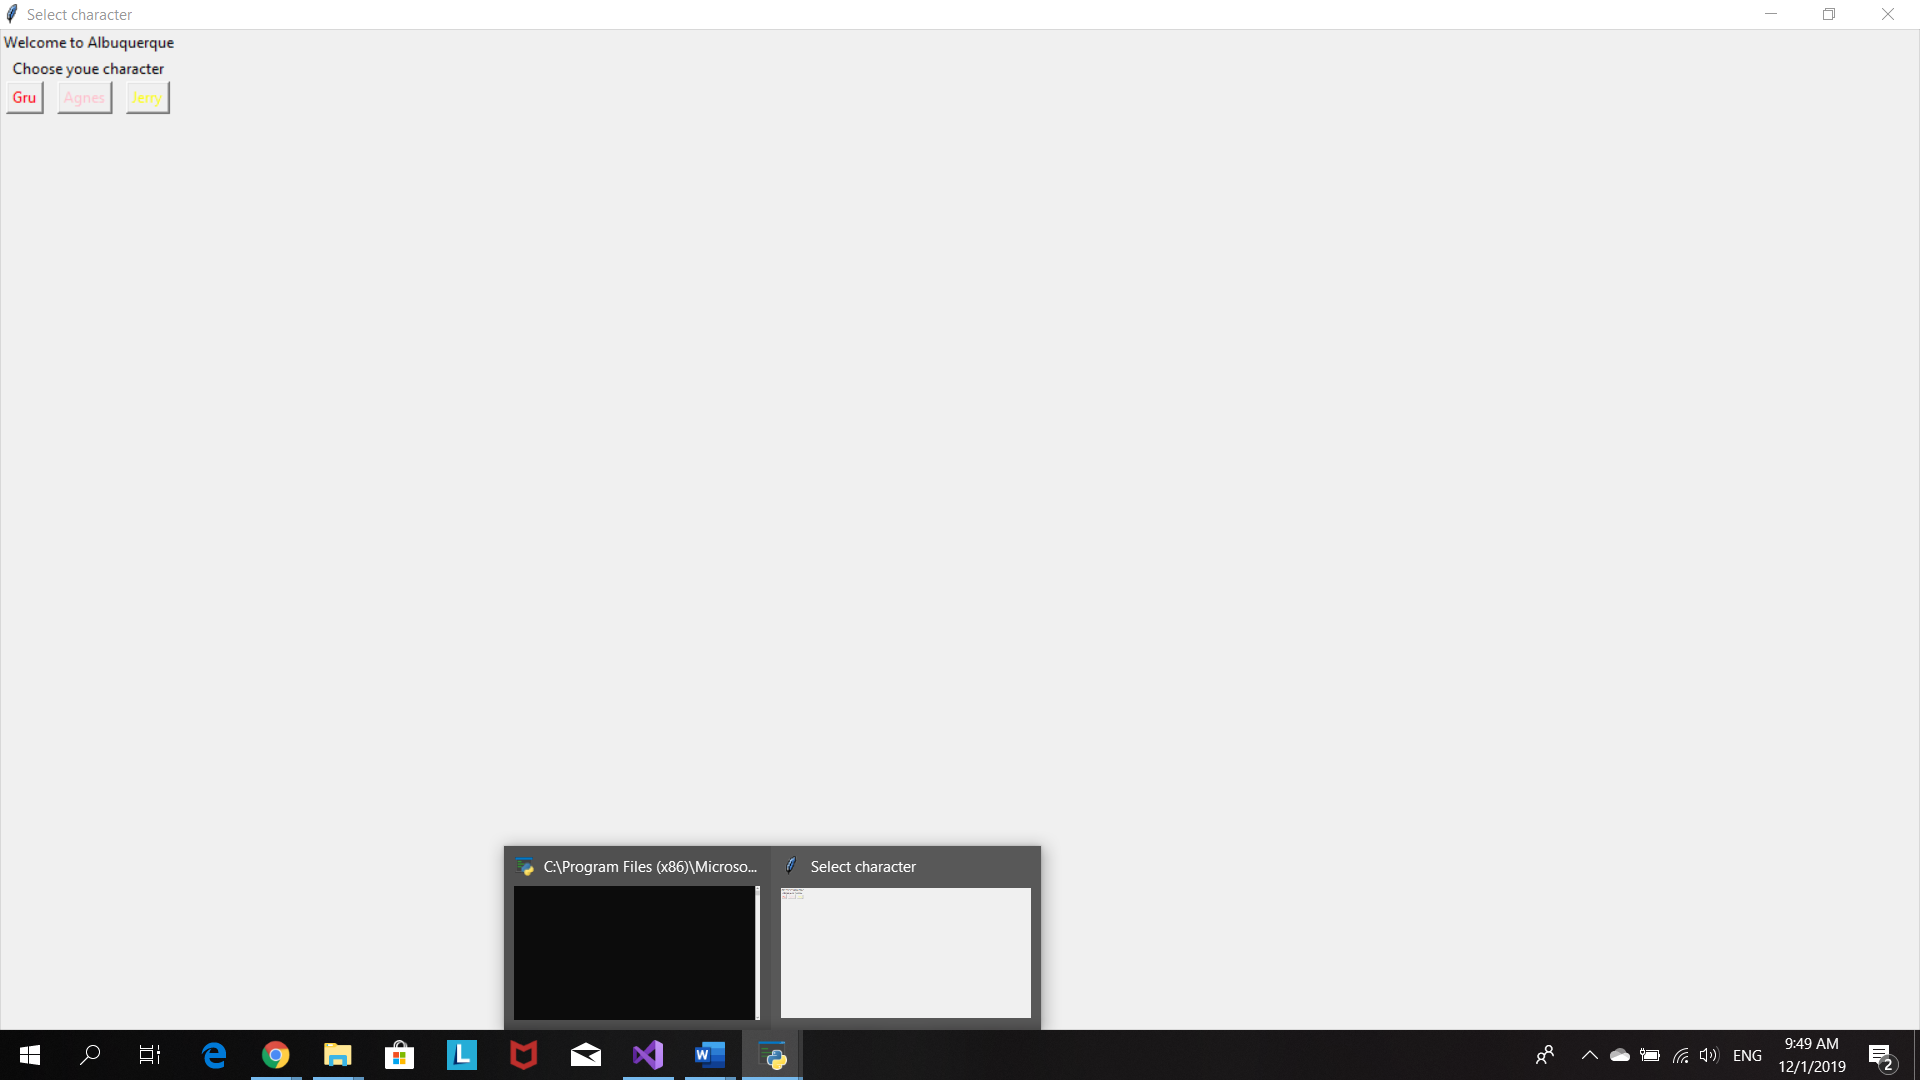 Select character
Welcome to Albuquerque
Choose youe character
Gru Agnes Jerry
C:\Program Files (x86)\Microso... Select character
L W ENG 9:49 AM
12/1/2019 2